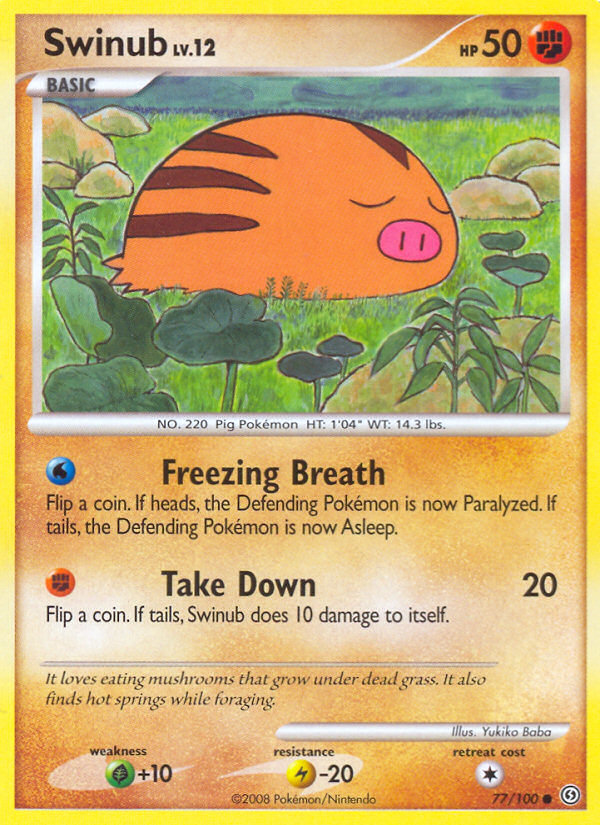 Swinub LV.12 HP 50
BASIC
NO. 220 Pig Pokémon HT: 1'04" WT: 14.3 lbs.
Freezing Breath
Flip a coin. If heads, the Defending Pokémon is now Paralyzed. If
tails, the Defending Pokémon is now Asleep.
Take Down 20
Flip a coin. If tails, Swinub does 10 damage to itself.
It loves eating mushrooms that grow under dead grass. It also
finds hot springs while foraging.
Illus. Yukiko Baba
weakness resistance retreat cost
+10 -20
©2008 Pokémon/Nintendo 77/100